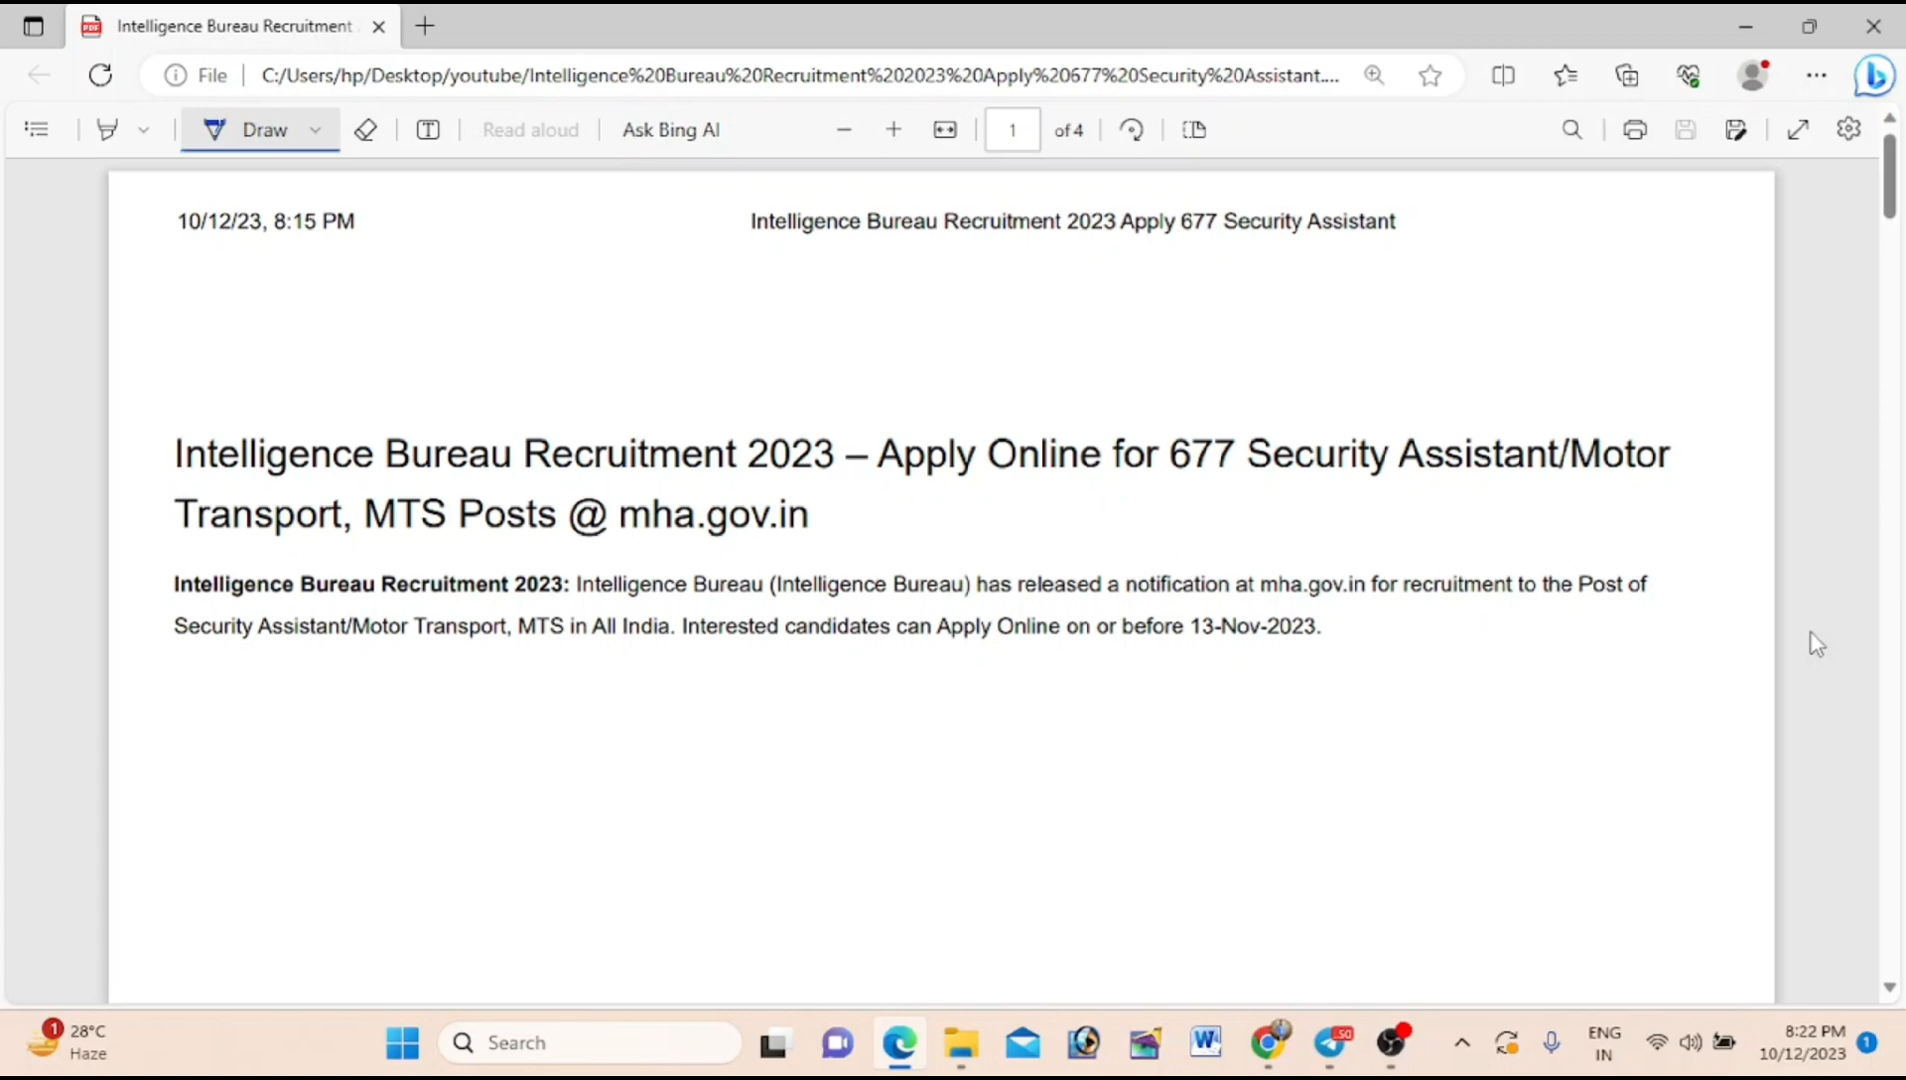 Intelligence Bureau Recruitment
File
C:/Users/hp/Desktop/youtube/Intelligence%20Bureau%20Recruitment%202023%20Apply%20677%20Security%20Assistant....
Draw
Read aloud
Ask Bing AI
1
of 4
10/12/23, 8:15 PM
Intelligence Bureau Recruitment 2023 Apply 677 Security Assistant
Intelligence Bureau Recruitment 2023 – Apply Online for 677 Security Assistant/Motor
Transport, MTS Posts @ mha.gov.in
Intelligence Bureau Recruitment 2023: Intelligence Bureau (Intelligence Bureau) has released a notification at mha.gov.in for recruitment to the Post of
Security Assistant/Motor Transport, MTS in All India. Interested candidates can Apply Online on or before 13-Nov-2023.
1
28°C
Haze
Search
ENG
IN
8:22 PM
10/12/2023
1